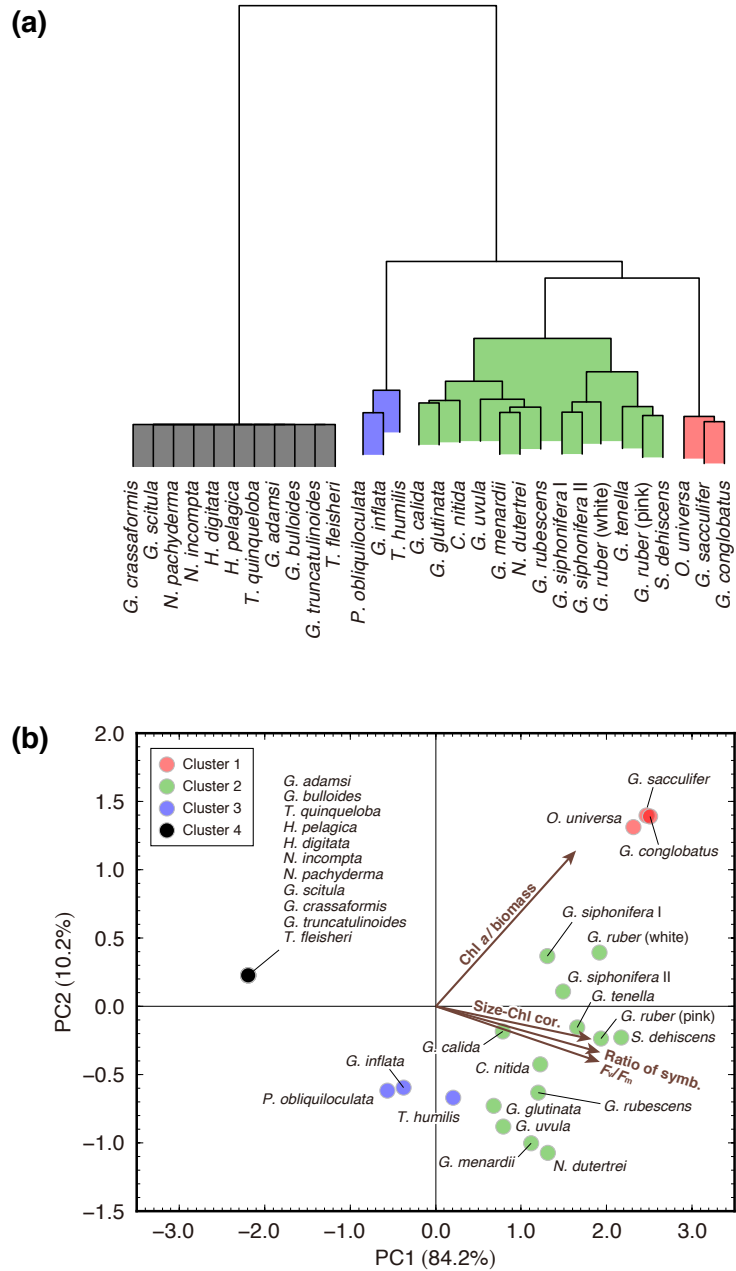 (a)
G. crassaformis
G. scitula
N. pachyderma
N. incompta
H. digitata
H. pelagica
T. quinqueloba
G. adamsi
G. bulloides
G. truncatulinoides
T. fleisheri
P. obliquiloculata
G. inflata
T. humilis
G. calida
G. glutinata
C. nitida
G. uvula
G. menardii
N. dutertrei
G. rubescens
G. siphonifera I
G. siphonifera II
G. ruber (white)
G. tenella
G. ruber (pink)
S. dehiscens
O. universa
G. sacculifer
G. conglobatus
(b)
2.0
1.5
1.0
0.5
0.0
−0.5
−1.0
−1.5
PC2 (10.2%)
Cluster 1
Cluster 2
Cluster 3
Cluster 4
G. adamsi
G. bulloides
T. quinqueloba
H. pelagica
H. digitata
N. incompta
N. pachyderma
G. scitula
G. crassaformis
G. truncatulinoides
T. fleisheri
G. sacculifer
O. universa
G. conglobatus
Chl a / biomass
G. siphonifera I
G. ruber (white)
G. siphonifera II
G. tenella
Size-Chl cor.
G. ruber (pink)
S. dehiscens
G. calida
Ratio of symb.
Fv/Fm
G. inflata
C. nitida
P. obliquiloculata
T. humilis
G. rubescens
G. glutinata
G. uvula
G. menardii
N. dutertrei
−3.0
−2.0
−1.0
0.0
1.0
2.0
3.0
PC1 (84.2%)